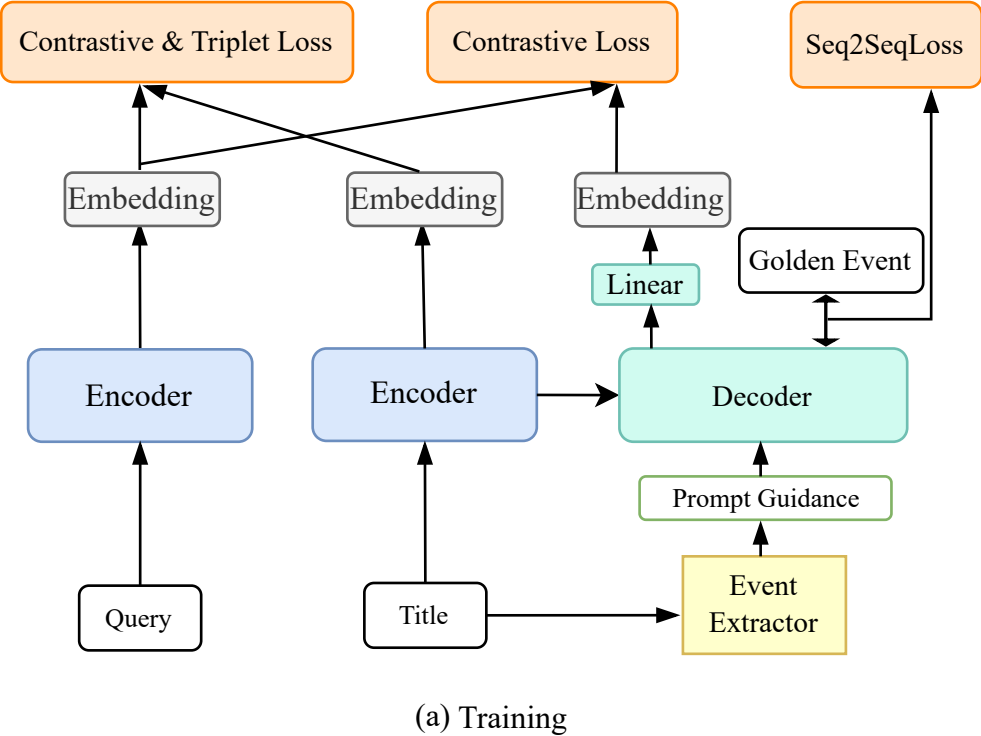 Contrastive & Triplet Loss
Contrastive Loss
Seq2SeqLoss
Embedding
Embedding
Embedding
Golden Event
Linear
Encoder
Encoder
Decoder
Prompt Guidance
Query
Title
Event
Extractor
(a) Training